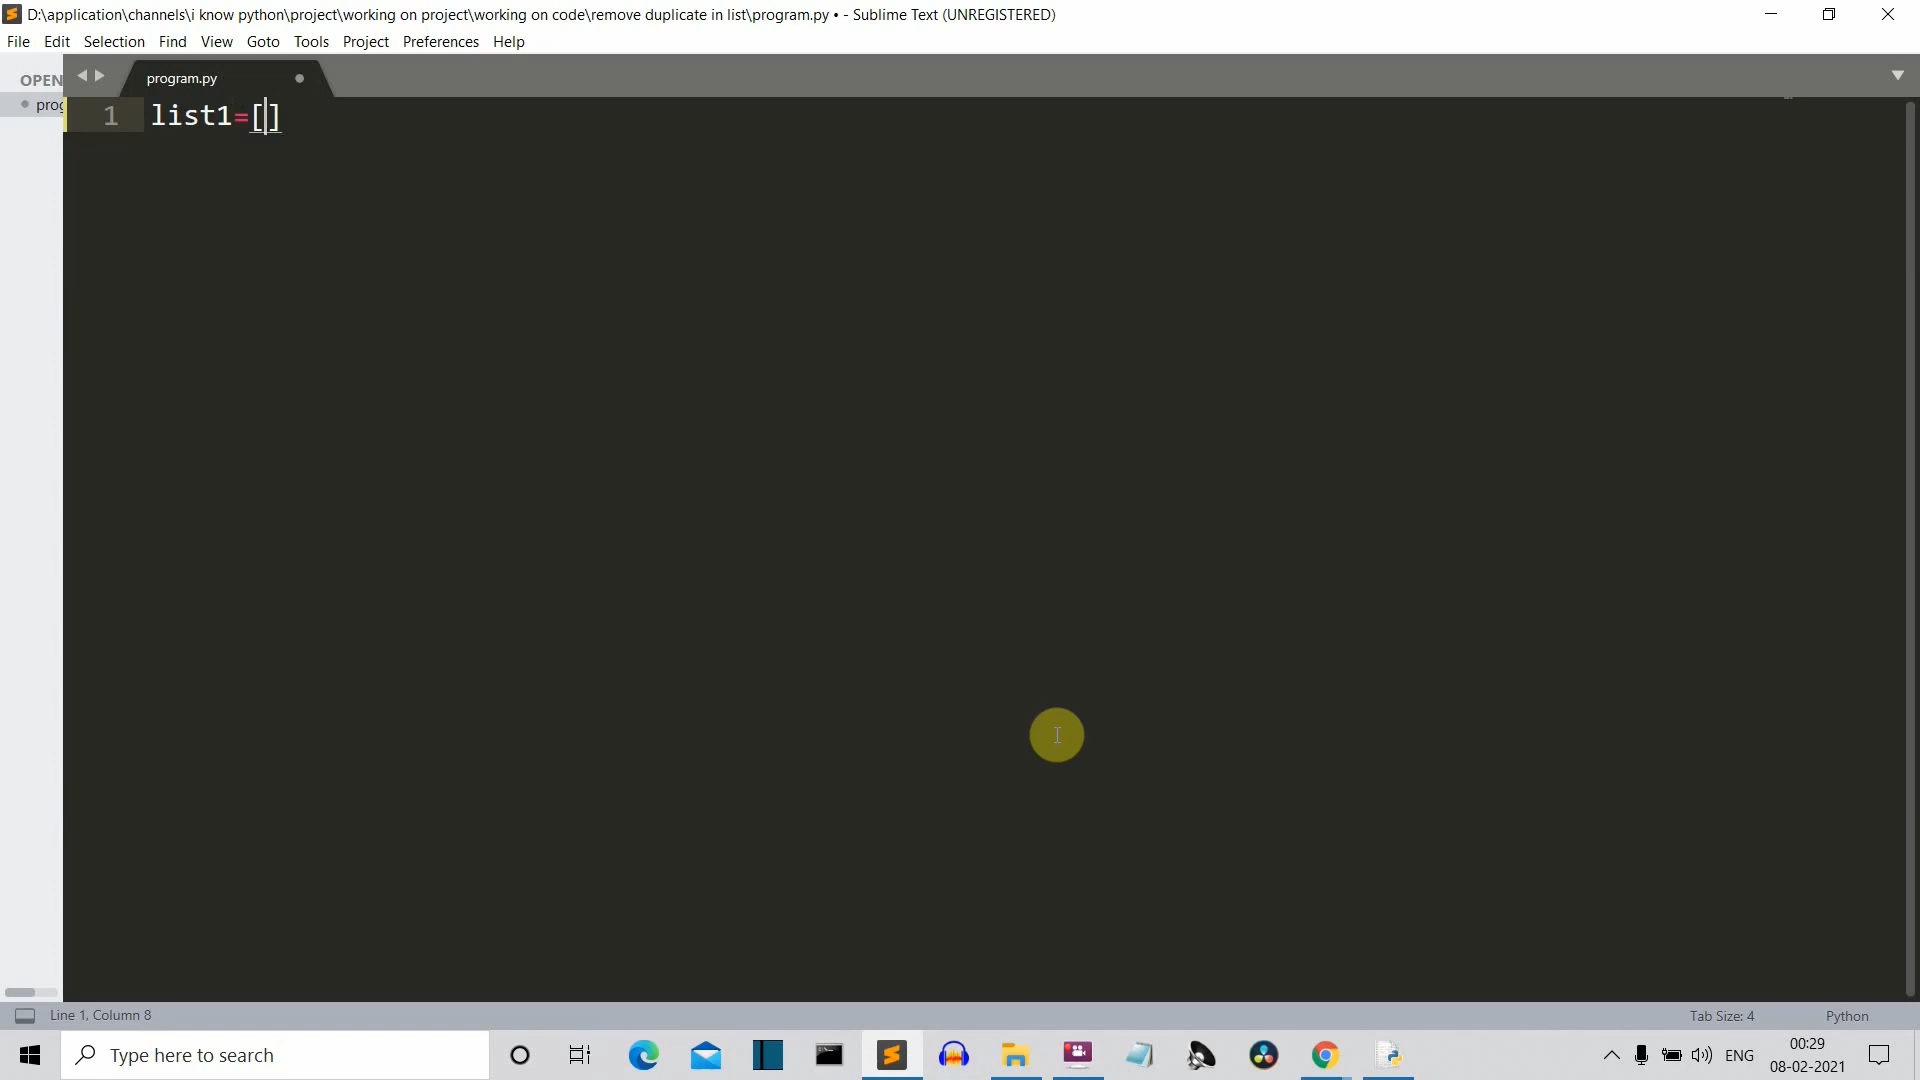 D:\application\channels\i know python\project\working on project\working on code\remove duplicate in list\program.py • - Sublime Text (UNREGISTERED)
File Edit Selection Find View Goto Tools Project Preferences Help
OPEN
program.py
prog
1 list1=[]
Line 1, Column 8
Tab Size: 4
Python
Type here to search
ENG
00:29
08-02-2021